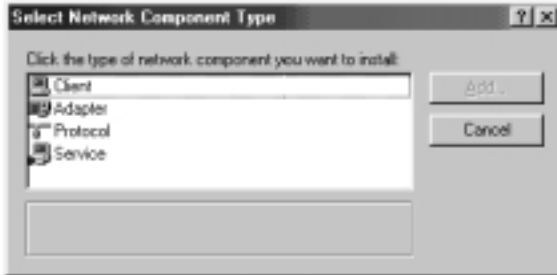 Select Network Component Type
Click the type of network component you want to install:
Client
Adapter
Protocol
Service
Add...
Cancel